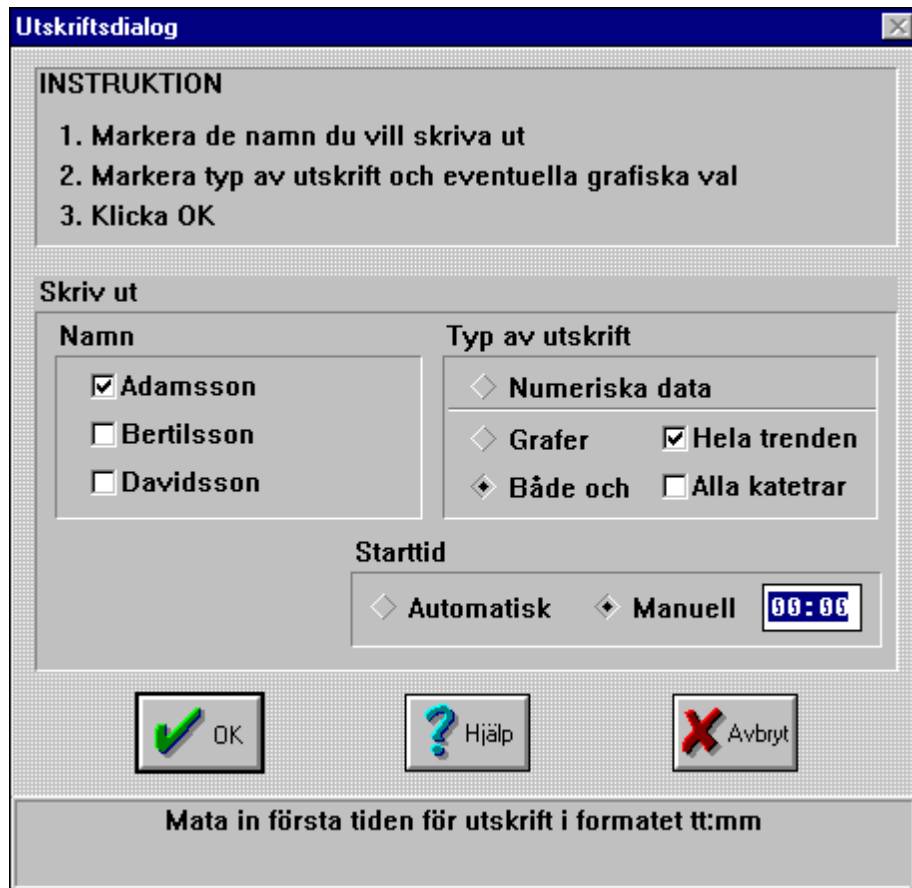 Utskriftsdialog
INSTRUKTION
1. Markera de namn du vill skriva ut
2. Markera typ av utskrift och eventuella grafiska val
3. Klicka OK
Skriv ut
Namn
Adamsson
Bertilsson
Davidsson
Typ av utskrift
Numeriska data
Grafer Hela trenden
Både och Alla katetrar
Starttid
Automatisk Manuell 00:00
OK Hjälp Avbryt
Mata in första tiden för utskrift i formatet tt:mm